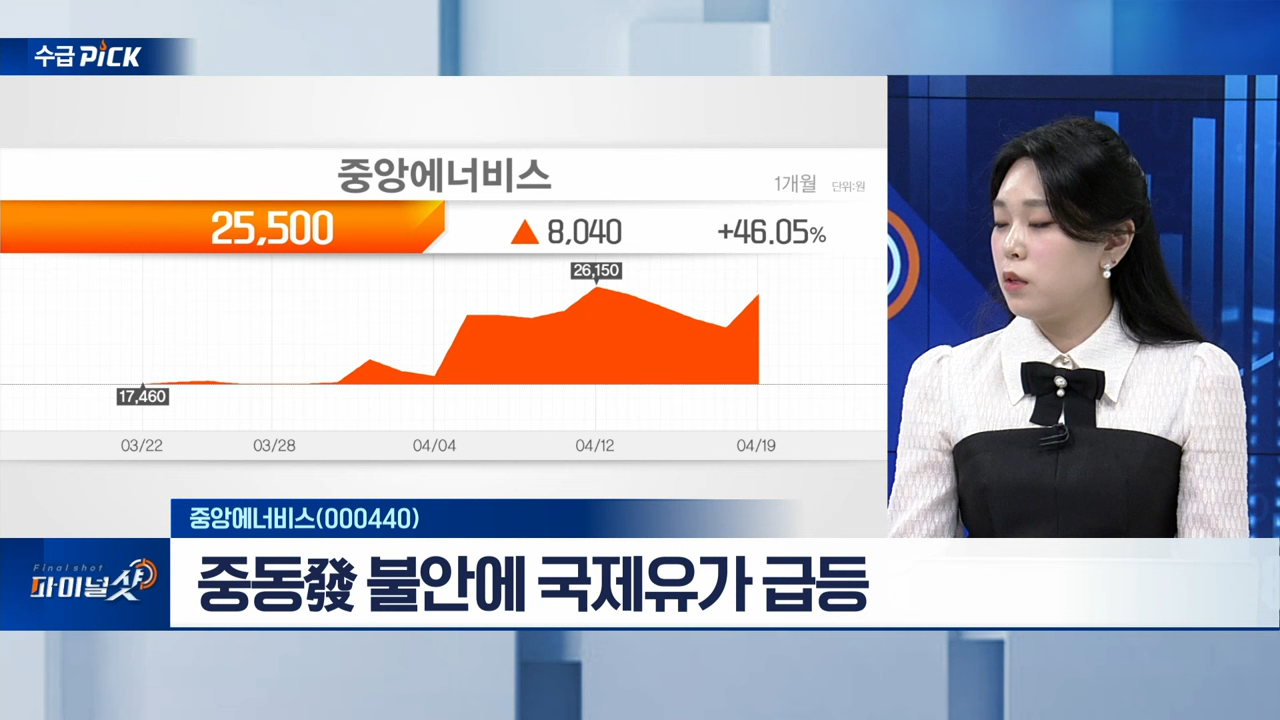 수급 PiCK
중앙에너비스
1개월 단위:원
25,500 ▲ 8,040 +46.05%
26,150
17,460
03/22 03/28 04/04 04/12 04/19
중앙에너비스(000440)
Final shot
파이널샷
중동發 불안에 국제유가 급등